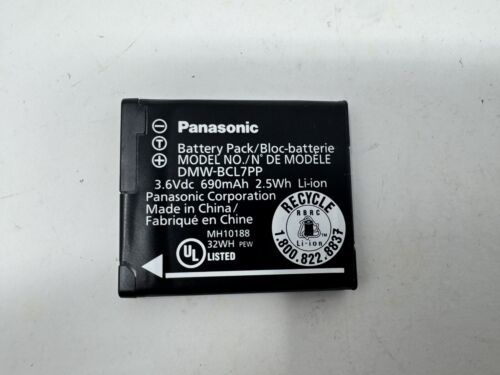 Panasonic
Battery Pack/Bloc-batterie
MODEL NO./N° DE MODÈLE
DMW-BCL7PP
3.6Vdc 690mAh 2.5Wh Li-ion
Panasonic Corporation
Made in China/
Fabriqué en Chine
MH10188
32WH PEW
UL LISTED
RECYCLE
RBRC
Li-ion
1.800.822.8837